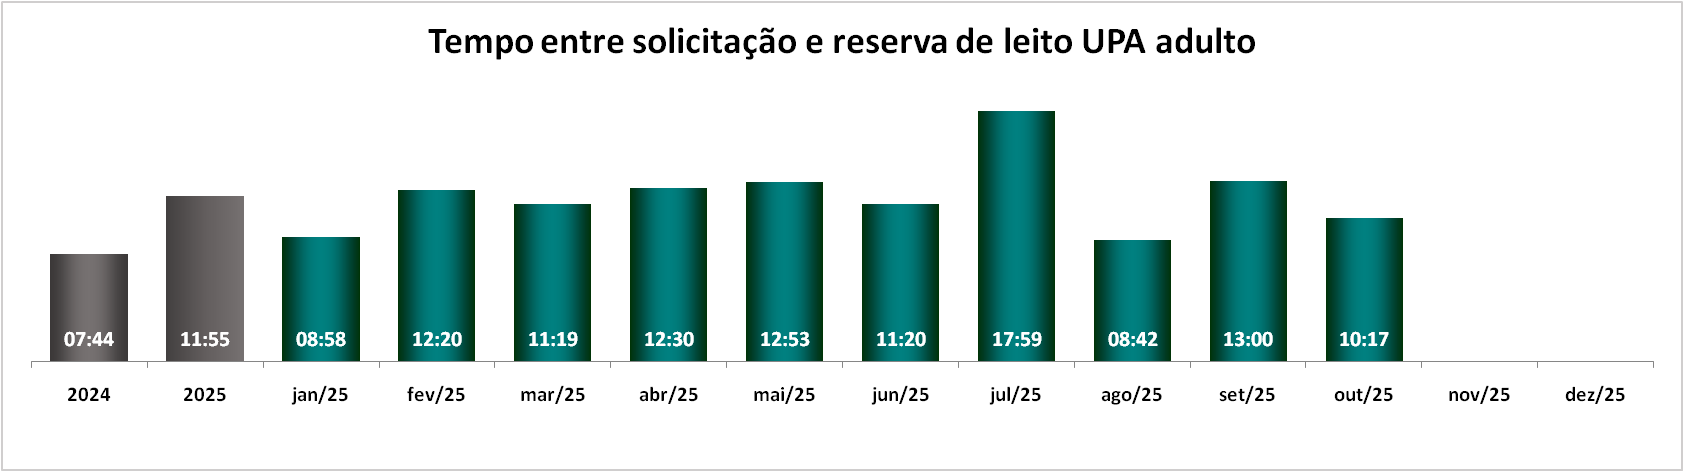 Tempo entre solicitação e reserva de leito UPA adulto
07:44 11:55 08:58 12:20 11:19 12:30 12:53 11:20 17:59 08:42 13:00 10:17
2024 2025 jan/25 fev/25 mar/25 abr/25 mai/25 jun/25 jul/25 ago/25 set/25 out/25 nov/25 dez/25